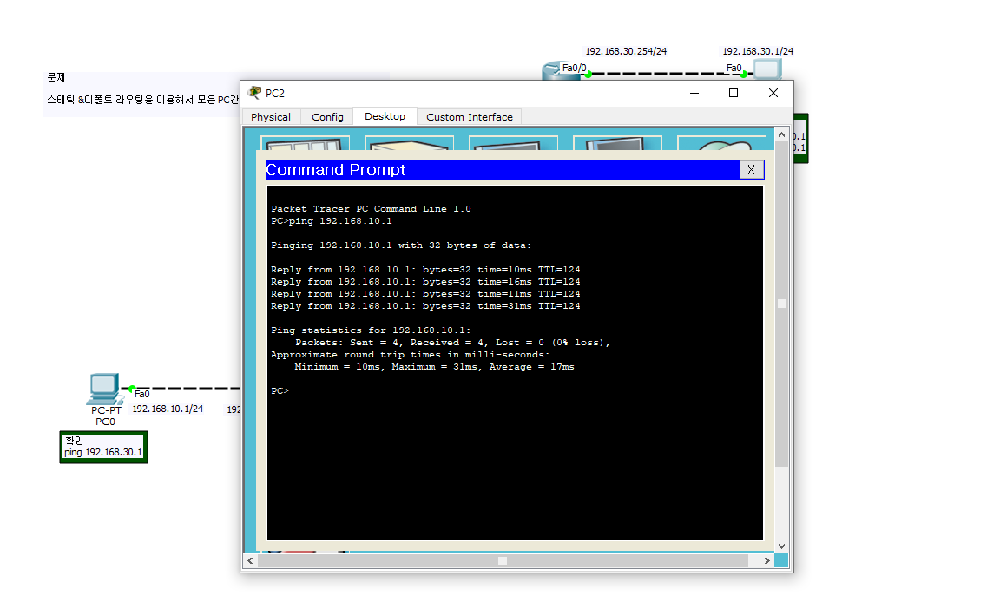 192.168.30.254/24
192.168.30.1/24
Fa0/0
Fa0
문제
스태틱 &디폴트 라우팅을 이용해서 모든 PC간
PC2
Physical
Config
Desktop
Custom Interface
0.1
0.1
Command Prompt
X
Packet Tracer PC Command Line 1.0
PC>ping 192.168.10.1
Pinging 192.168.10.1 with 32 bytes of data:
Reply from 192.168.10.1: bytes=32 time=10ms TTL=124
Reply from 192.168.10.1: bytes=32 time=16ms TTL=124
Reply from 192.168.10.1: bytes=32 time=11ms TTL=124
Reply from 192.168.10.1: bytes=32 time=31ms TTL=124
Ping statistics for 192.168.10.1:
Packets: Sent = 4, Received = 4, Lost = 0 (0% loss),
Approximate round trip times in milli-seconds:
Minimum = 10ms, Maximum = 31ms, Average = 17ms
PC>
Fa0
192.168.10.1/24
192
PC-PT
PC0
확인
ping 192.168.30.1